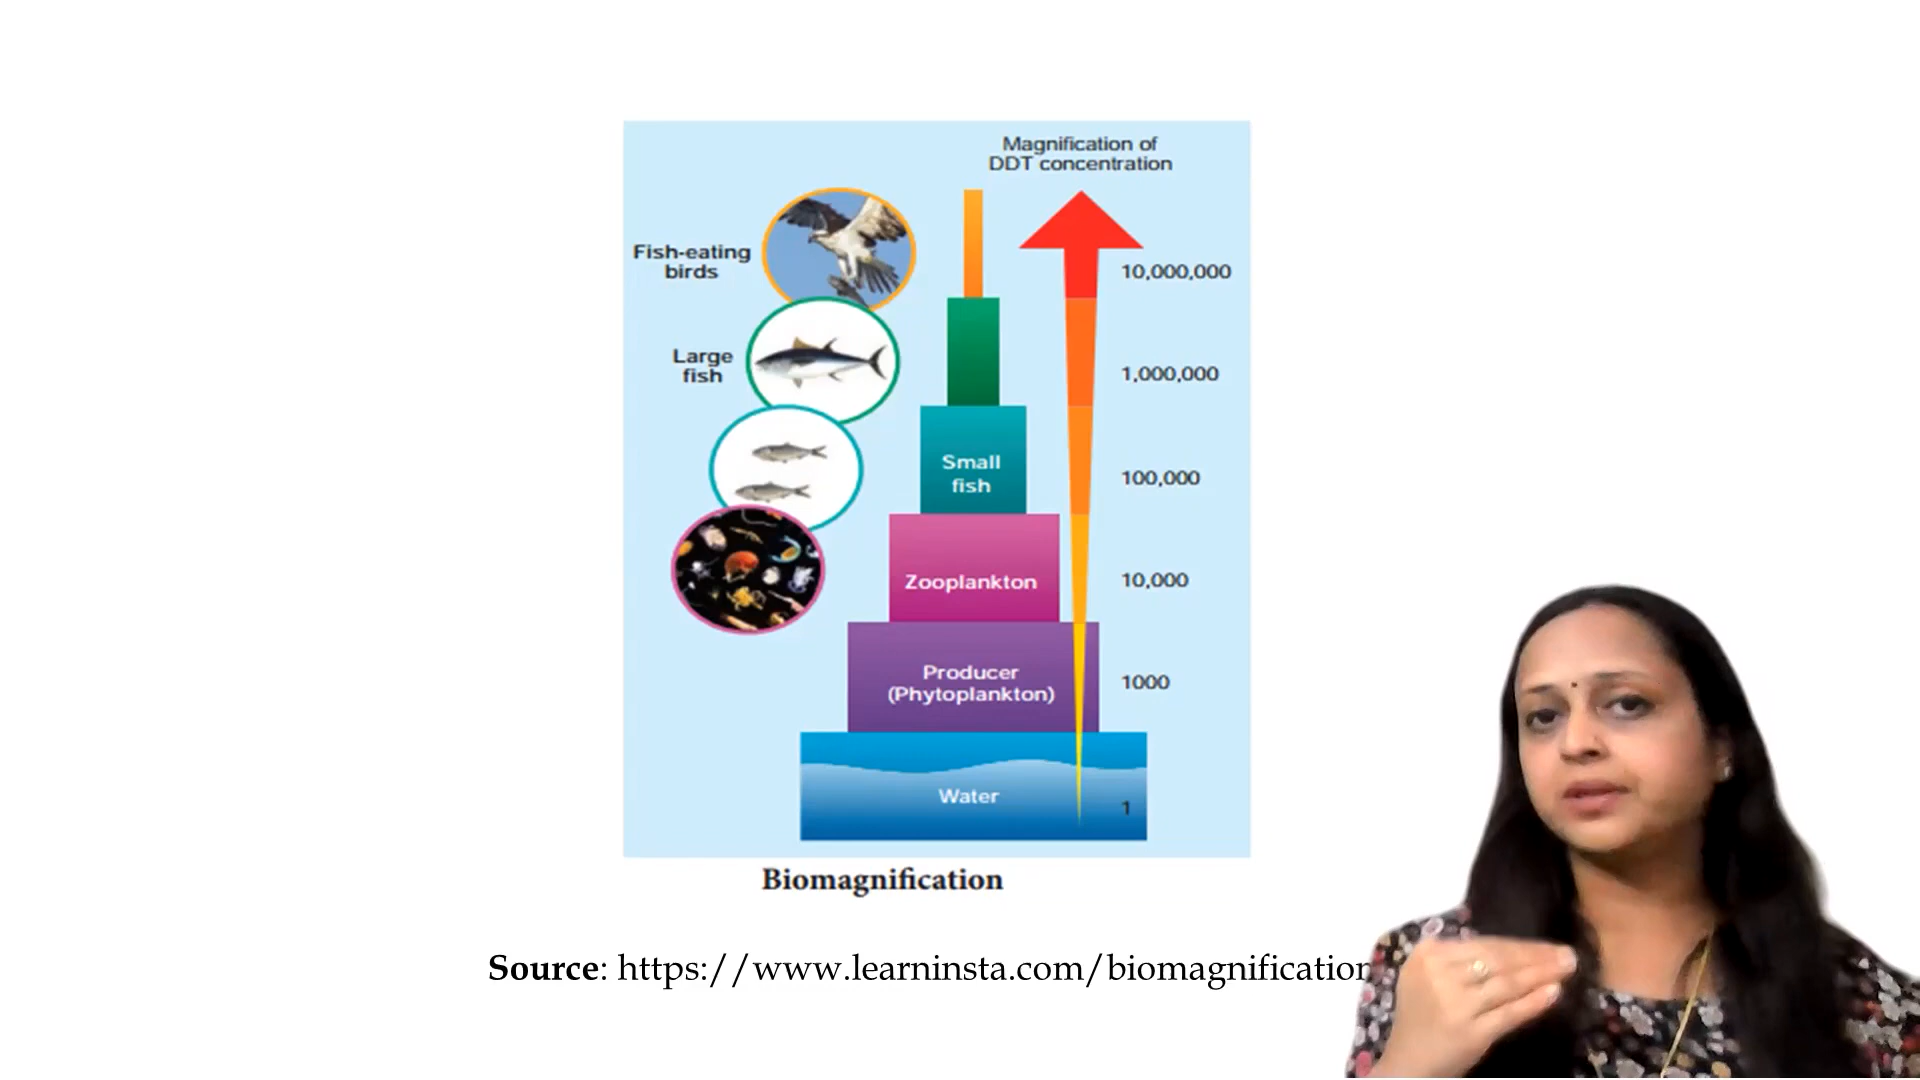 Magnification of
DDT concentration
Fish-eating
birds
10,000,000
Large
fish
1,000,000
Small
fish
100,000
Zooplankton
10,000
Producer
(Phytoplankton)
1000
Water
1
Biomagnification
Source: https://www.learninsta.com/biomagnification